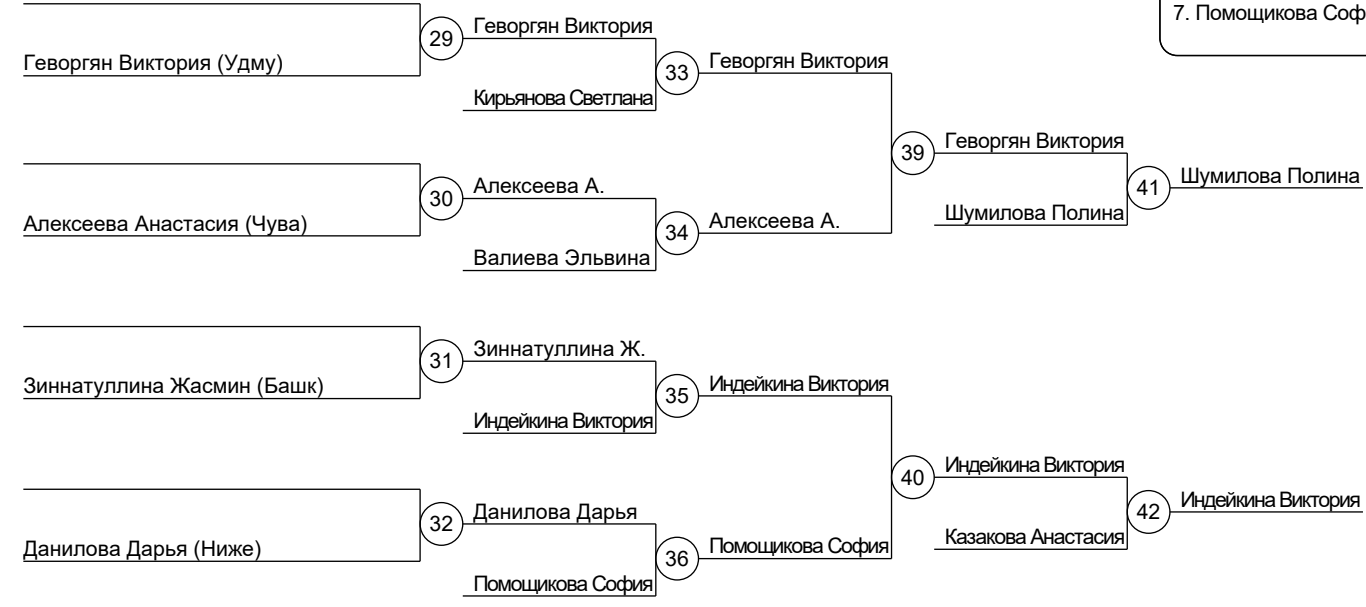 7. Помощикова Соф
Геворгян Виктория (Удму)
29
Геворгян Виктория
Кирьянова Светлана
33
Геворгян Виктория
Алексеева Анастасия (Чува)
30
Алексеева А.
Валиева Эльвина
34
Алексеева А.
39
Геворгян Виктория
Шумилова Полина
41
Шумилова Полина
Зиннатуллина Жасмин (Башк)
31
Зиннатуллина Ж.
Индейкина Виктория
35
Индейкина Виктория
Данилова Дарья (Ниже)
32
Данилова Дарья
Помощикова София
36
Помощикова София
40
Индейкина Виктория
Казакова Анастасия
42
Индейкина Виктория